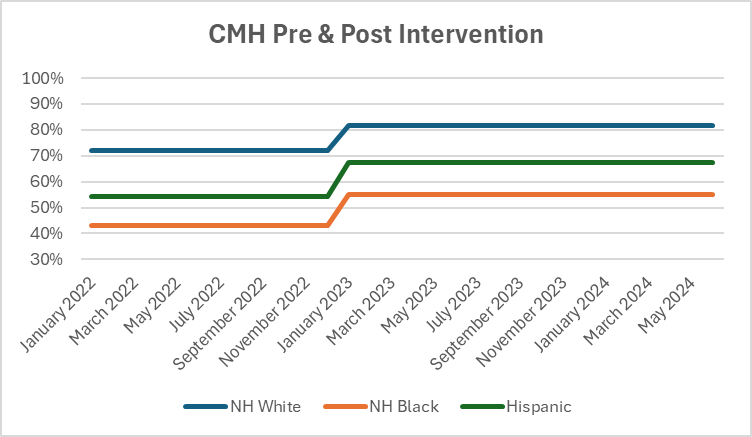 CMH Pre & Post Intervention
100%
90%
80%
70%
60%
50%
40%
30%
January 2022
March 2022
May 2022
July 2022
September 2022
November 2022
January 2023
March 2023
May 2023
July 2023
September 2023
November 2023
January 2024
March 2024
May 2024
NH White
NH Black
Hispanic